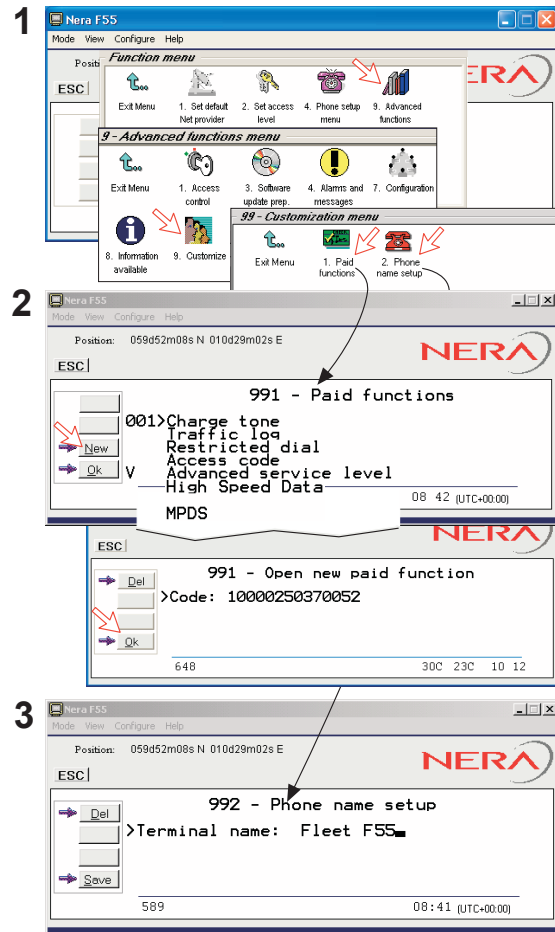 1
Nera F55
Mode View Configure Help
Positi
ESC
Function menu
Exit Menu
1. Set default Net provider
2. Set access level
4. Phone setup menu
9. Advanced functions
ERA
9 - Advanced functions menu
Exit Menu
1. Access control
3. Software update prep.
4. Alarms and messages
7. Configuration
8. Information available
9. Customize
99 - Customization menu
Exit Menu
1. Paid functions
2. Phone name setup
2
Nera F55
Mode View Configure Help
Position: 059d52m08s N 010d29m02s E
NERA
ESC
991 - Paid functions
001>Charge tone
Traffic log
New
Restricted dial
Access code
Ok
V Advanced service level
High Speed Data
08 42 (UTC+00:00)
MPDS
NERA
ESC
991 - Open new paid function
Del
>Code: 10000250370052
Ok
648 30C 23C 10 12
3
Nera F55
Mode View Configure Help
Position: 059d52m08s N 010d29m02s E
NERA
ESC
992 - Phone name setup
Del
>Terminal name: Fleet F55
Save
589 08:41 (UTC+00:00)